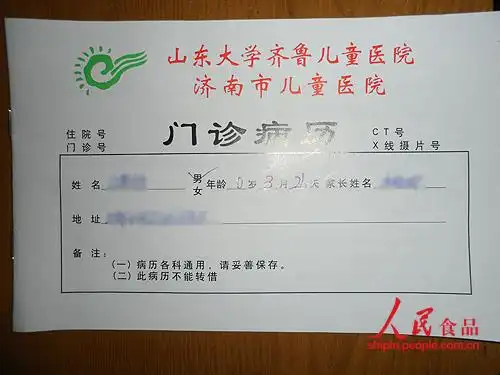 山东大学齐鲁儿童医院
济南市儿童医院
住院号
门诊号
门诊病历
CT号
X线摄片号
姓名 男 女 年龄 0岁3月2 天 家长姓名
地址
备注:
(一)病历各科通用,请妥善保存。
(二)此病历不能转借
人民食品
shipin.people.com.cn